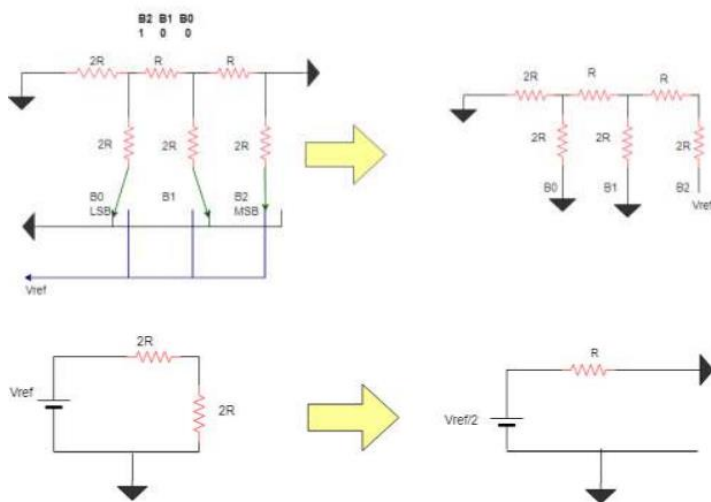 B2 B1 B0
1 0 0
2R R R
2R 2R 2R
B0 B1 B2
LSB MSB
Vref
2R R R
2R 2R 2R
B0 B1 B2
Vref
2R
Vref
2R
R
Vref/2